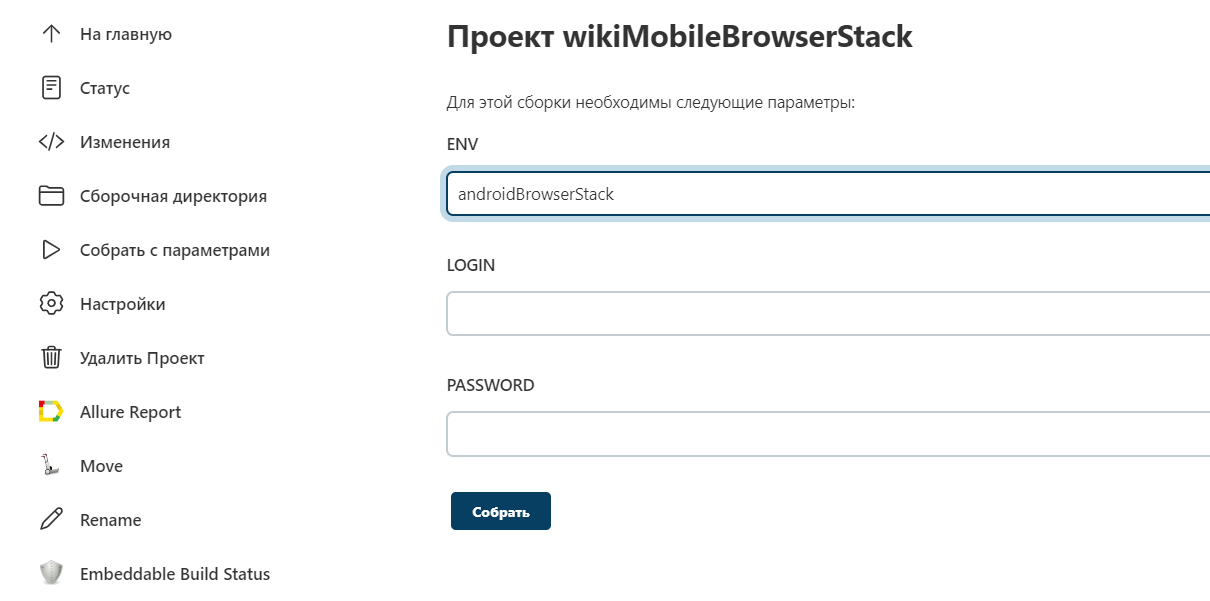 На главную
Статус
Изменения
Сборочная директория
Собрать с параметрами
Настройки
Удалить Проект
Allure Report
Move
Rename
Embeddable Build Status
Проект wikiMobileBrowserStack
Для этой сборки необходимы следующие параметры:
ENV
androidBrowserStack
LOGIN
PASSWORD
Собрать